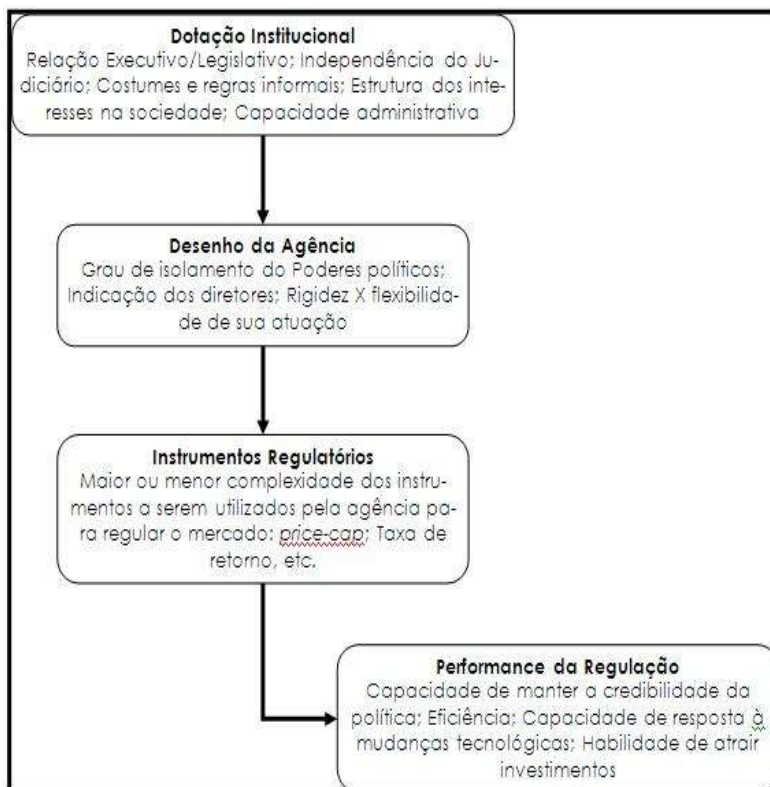 Dotação Institucional
Relação Executivo/Legislativo; Independência do Ju-
diciário; Costumes e regras informais; Estrutura dos inte-
resses na sociedade; Capacidade administrativa
Desenho da Agência
Grau de isolamento do Poderes políticos;
Indicação dos diretores; Rigidez X flexibilida-
de de sua atuação
Instrumentos Regulatórios
Maior ou menor complexidade dos instru-
mentos a serem utilizados pela agência pa-
ra regular o mercado: price-cap; Taxa de
retorno, etc.
Performance da Regulação
Capacidade de manter a credibilidade da
política; Eficiência; Capacidade de resposta à
mudanças tecnológicas; Habilidade de atrair
investimentos